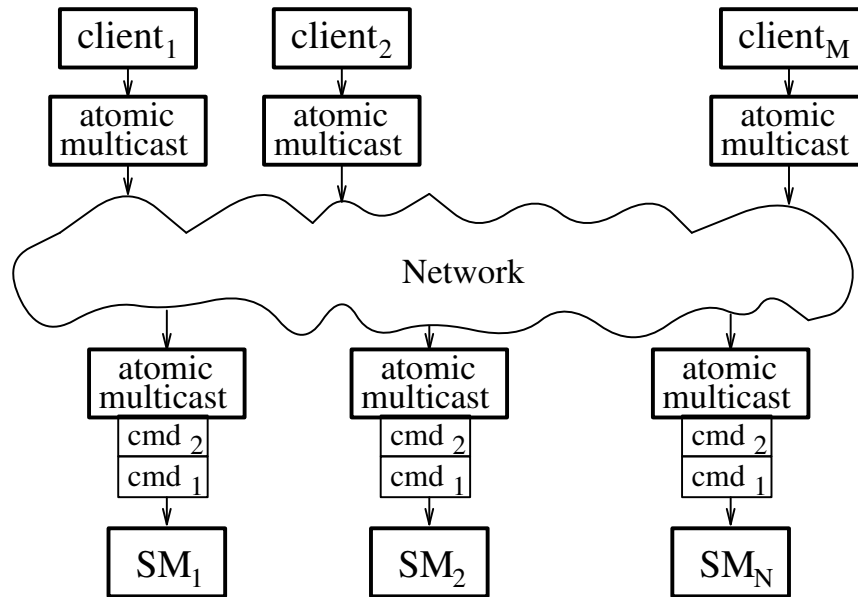 client1 client2 clientM
atomic multicast atomic multicast atomic multicast
Network
atomic multicast atomic multicast atomic multicast
cmd 2 cmd 2 cmd 2
cmd 1 cmd 1 cmd 1
SM1 SM2 SMN